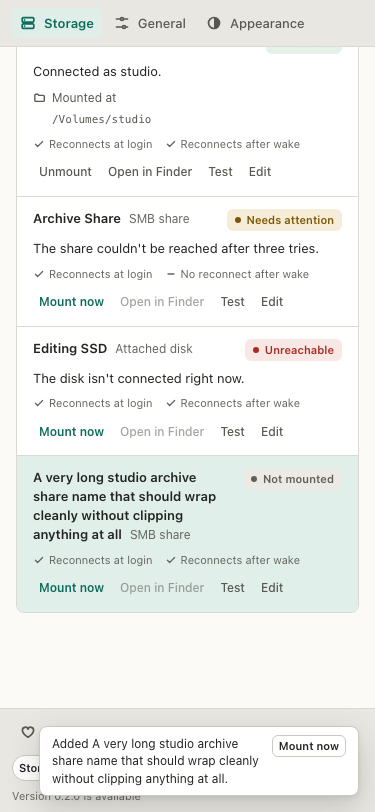 Storage General Appearance
Connected as studio.
Mounted at
/Volumes/studio
Reconnects at login Reconnects after wake
Unmount Open in Finder Test Edit
Archive Share SMB share Needs attention
The share couldn't be reached after three tries.
Reconnects at login No reconnect after wake
Mount now Open in Finder Test Edit
Editing SSD Attached disk Unreachable
The disk isn't connected right now.
Reconnects at login Reconnects after wake
Mount now Open in Finder Test Edit
A very long studio archive
share name that should wrap
cleanly without clipping
anything at all SMB share
Not mounted
Reconnects at login Reconnects after wake
Mount now Open in Finder Test Edit
Added A very long studio archive
share name that should wrap cleanly
without clipping anything at all.
Mount now
Version 0.2.0 is available